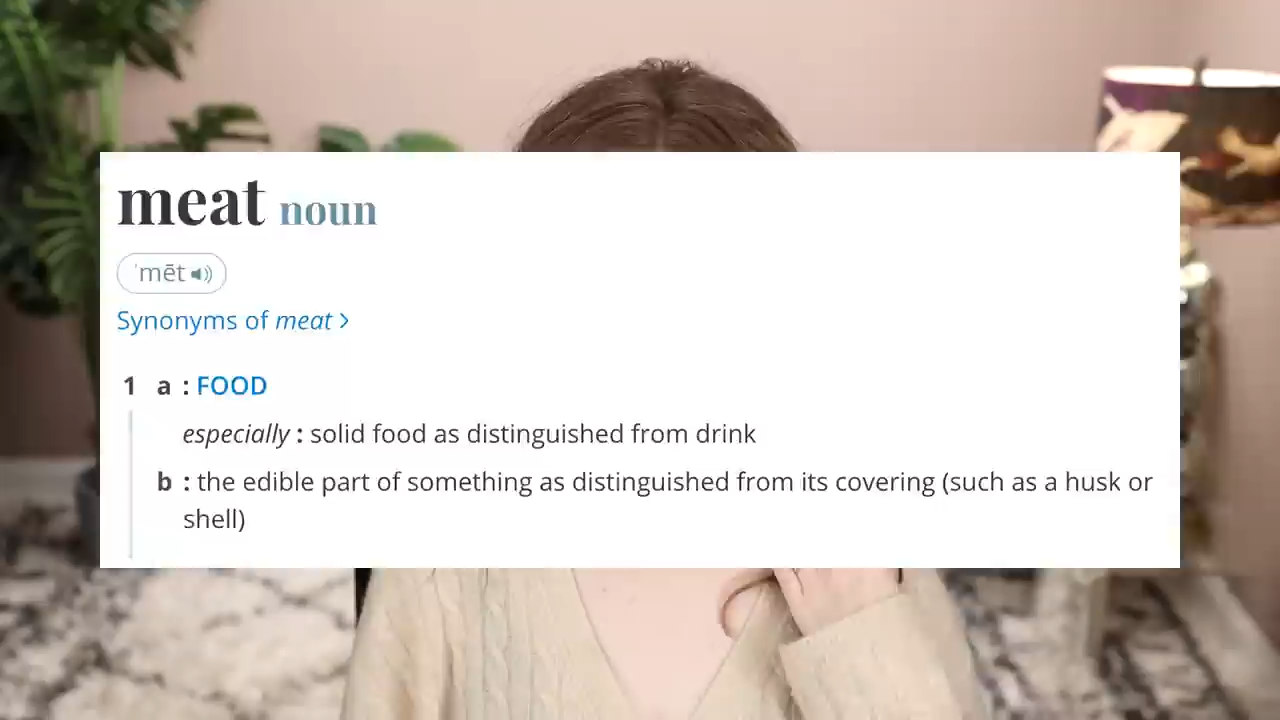 meat noun
ˈmēt
Synonyms of meat
1 a : FOOD
especially : solid food as distinguished from drink
b : the edible part of something as distinguished from its covering (such as a husk or
shell)